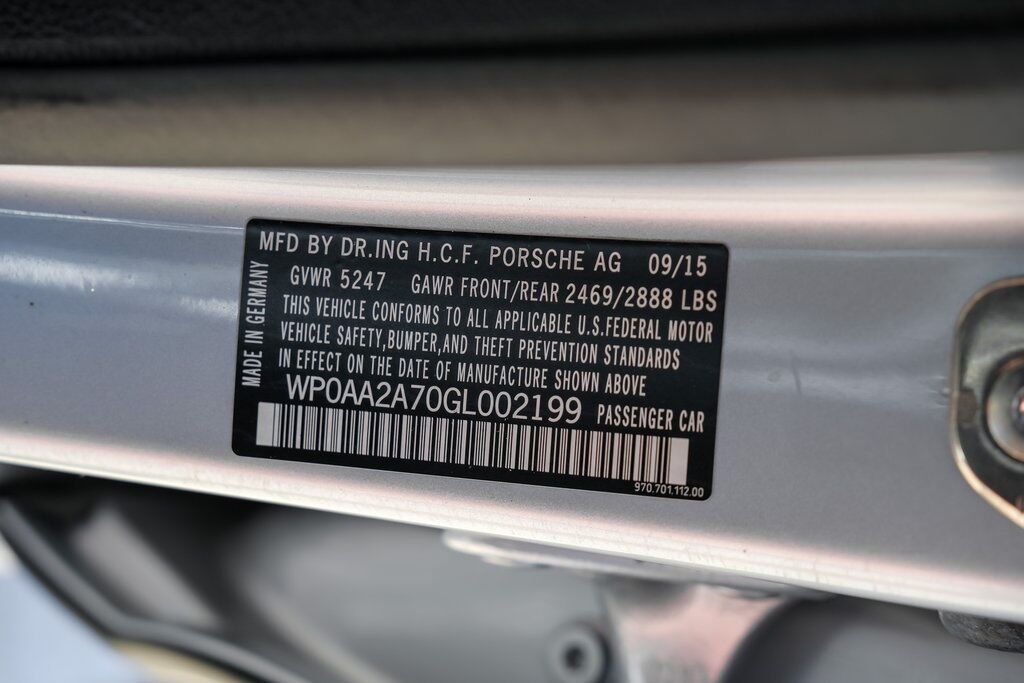 MFD BY DR.ING H.C.F. PORSCHE AG 09/15
GVWR 5247 GAWR FRONT/REAR 2469/2888 LBS
THIS VEHICLE CONFORMS TO ALL APPLICABLE U.S.FEDERAL MOTOR
VEHICLE SAFETY,BUMPER,AND THEFT PREVENTION STANDARDS
IN EFFECT ON THE DATE OF MANUFACTURE SHOWN ABOVE
WP0AA2A70GL002199 PASSENGER CAR
970.701.112.00
MADE IN GERMANY